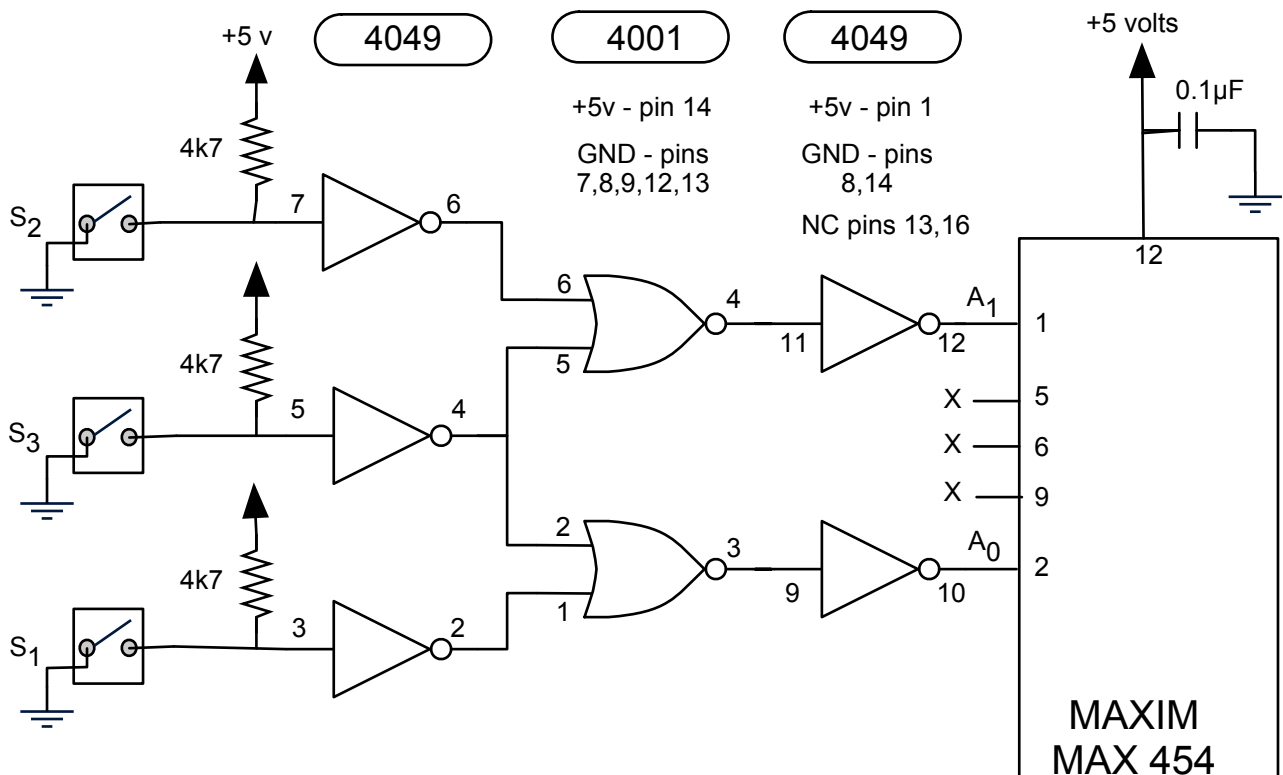 4049
4001
4049
+5 volts
+5 v
0.1µF
+5v - pin 14
+5v - pin 1
4k7
GND - pins
7,8,9,12,13
GND - pins
8,14
NC pins 13,16
S2
7
6
12
6
4
A1
1
11
12
5
4k7
X
5
S3
5
4
X
6
X
9
2
3
A0
2
4k7
9
10
1
S1
3
2
MAXIM
MAX 454